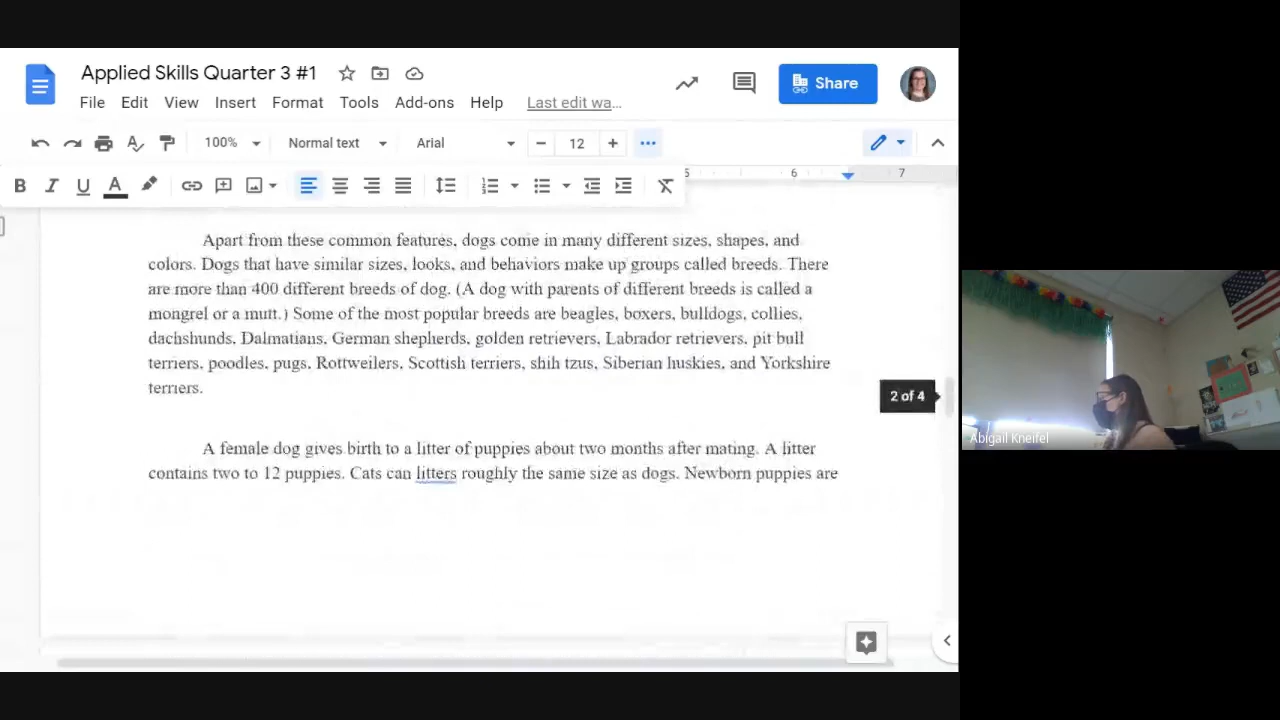 Applied Skills Quarter 3 #1
File Edit View Insert Format Tools Add-ons Help Last edit wa...
Share
100% Normal text Arial 12
B I U A
5 6 7
Apart from these common features, dogs come in many different sizes, shapes, and
colors. Dogs that have similar sizes, looks, and behaviors make up groups called breeds. There
are more than 400 different breeds of dog. (A dog with parents of different breeds is called a
mongrel or a mutt.) Some of the most popular breeds are beagles, boxers, bulldogs, collies,
dachshunds, Dalmatians, German shepherds, golden retrievers, Labrador retrievers, pit bull
terriers, poodles, pugs, Rottweilers, Scottish terriers, shih tzus, Siberian huskies, and Yorkshire
terriers.
2 of 4
A female dog gives birth to a litter of puppies about two months after mating. A litter
contains two to 12 puppies. Cats can litters roughly the same size as dogs. Newborn puppies are
Abigail Kneifel